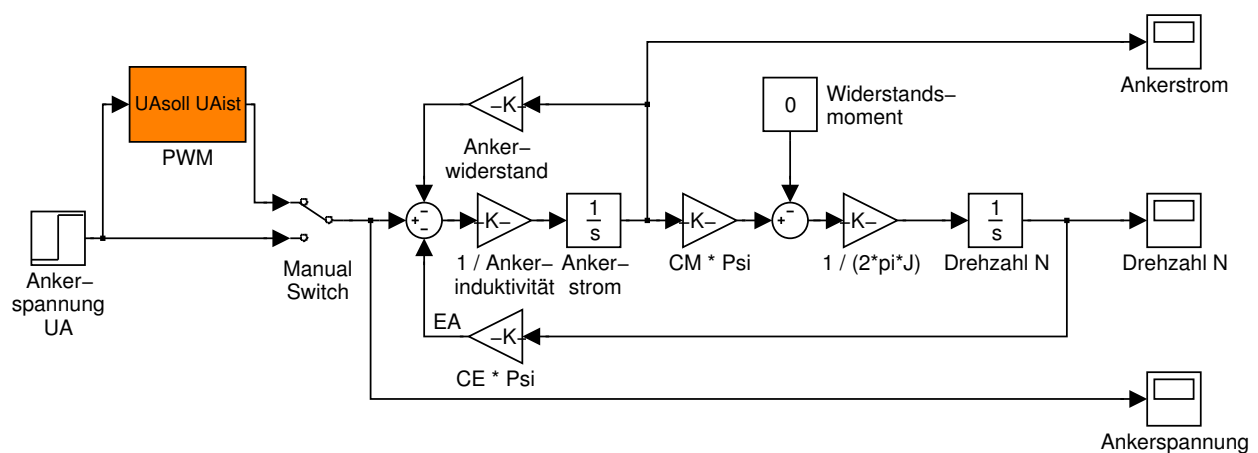 Ankerstrom
UAsoll UAist
PWM
−K−
Anker−
widerstand
0
Widerstands−
moment
Anker−
spannung
UA
Manual
Switch
+
−
−
−K−
1 / Anker−
induktivität
1
s
Anker−
strom
−K−
CM * Psi
+
−
−K−
1 / (2*pi*J)
1
s
Drehzahl N
Drehzahl N
EA
−K−
CE * Psi
Ankerspannung